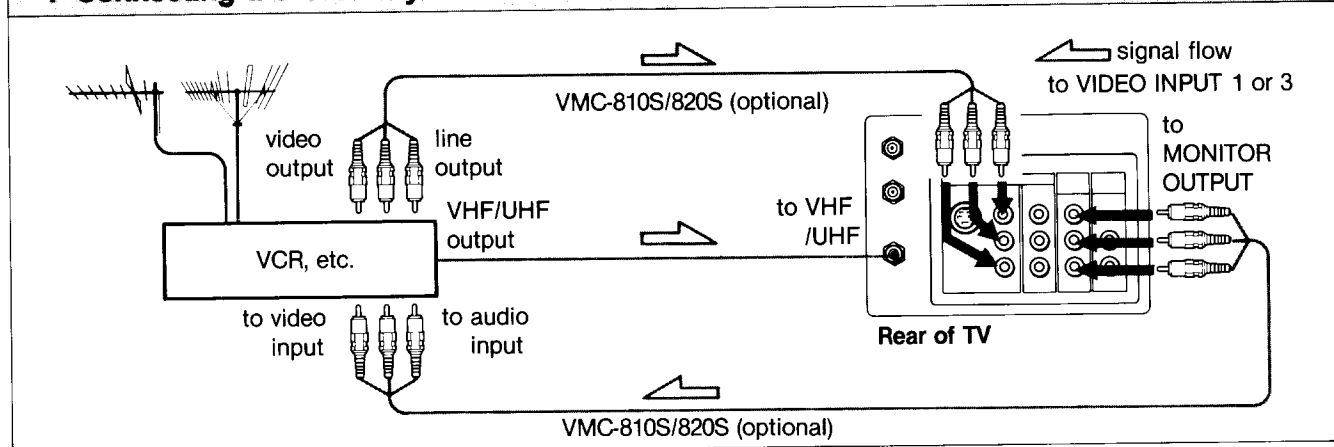 signal flow
to VIDEO INPUT 1 or 3
VMC-810S/820S (optional)
to
MONITOR
OUTPUT
video
output
line
output
VHF/UHF
output
to VHF
/UHF
VCR, etc.
to video
input
to audio
input
Rear of TV
VMC-810S/820S (optional)